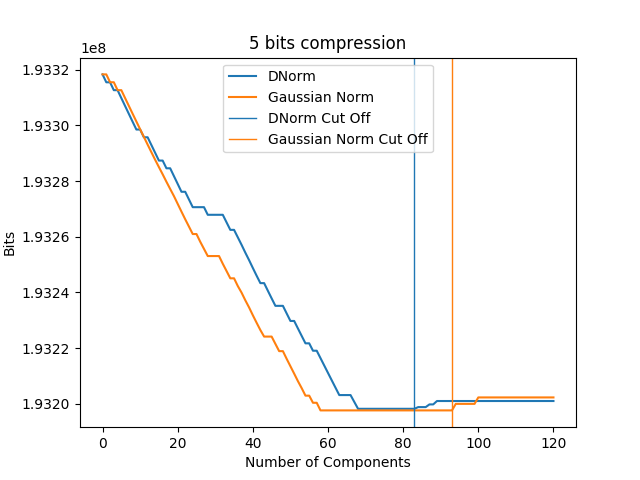 5 bits compression
1e8
DNorm
Gaussian Norm
DNorm Cut Off
Gaussian Norm Cut Off
1.9332
1.9330
1.9328
1.9326
1.9324
1.9322
1.9320
Bits
0 20 40 60 80 100 120
Number of Components